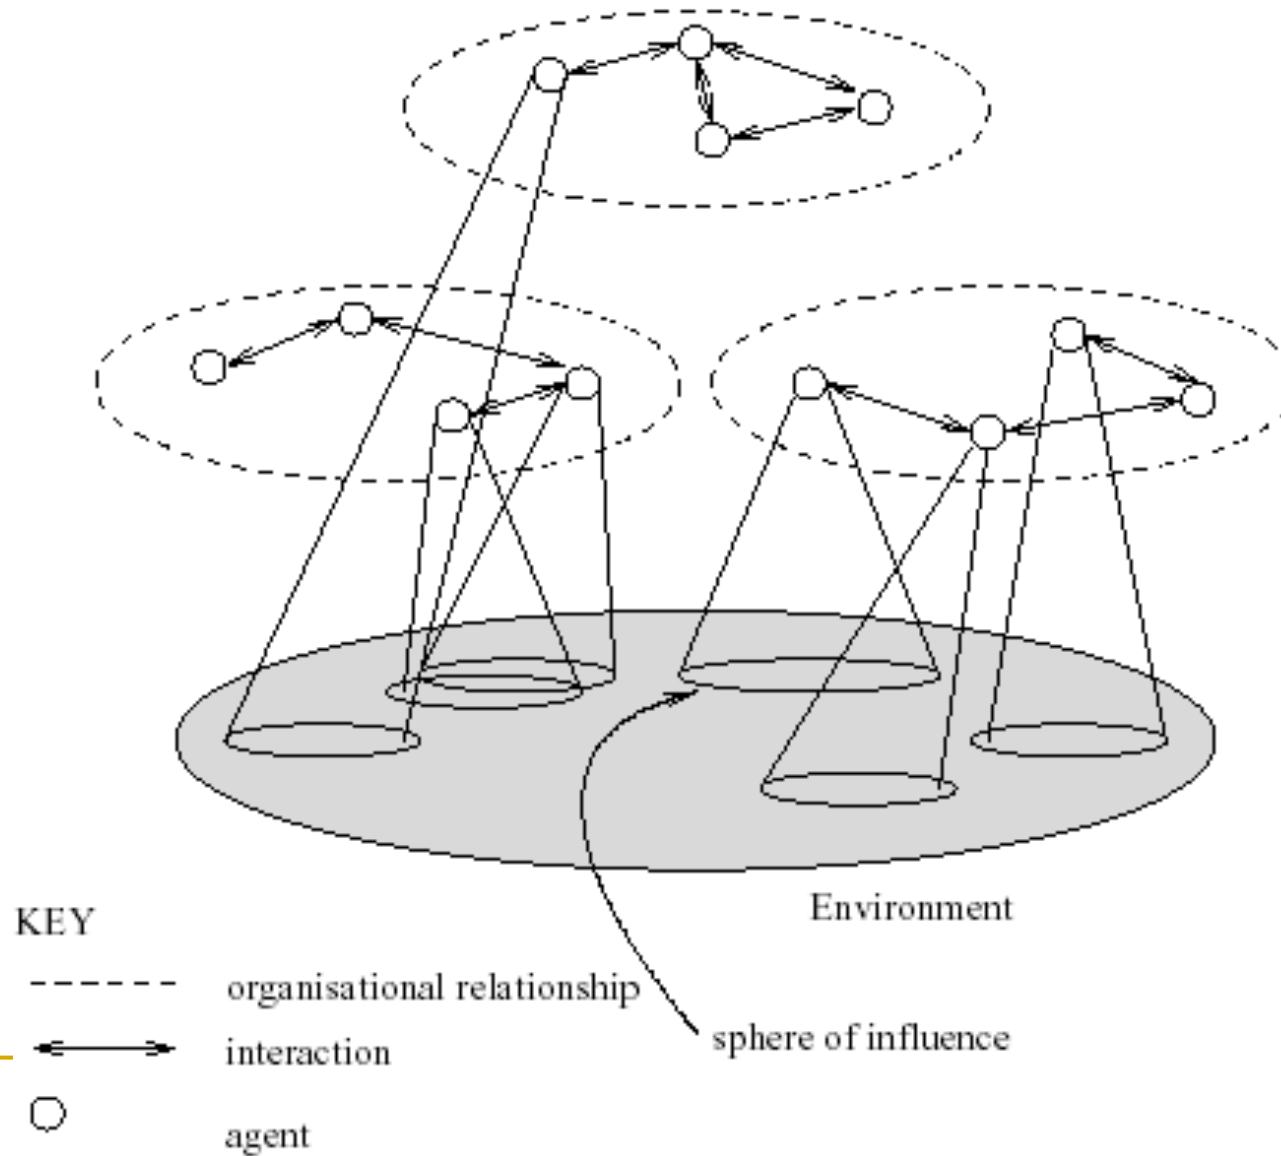 Environment
KEY
organisational relationship
interaction
agent
sphere of influence